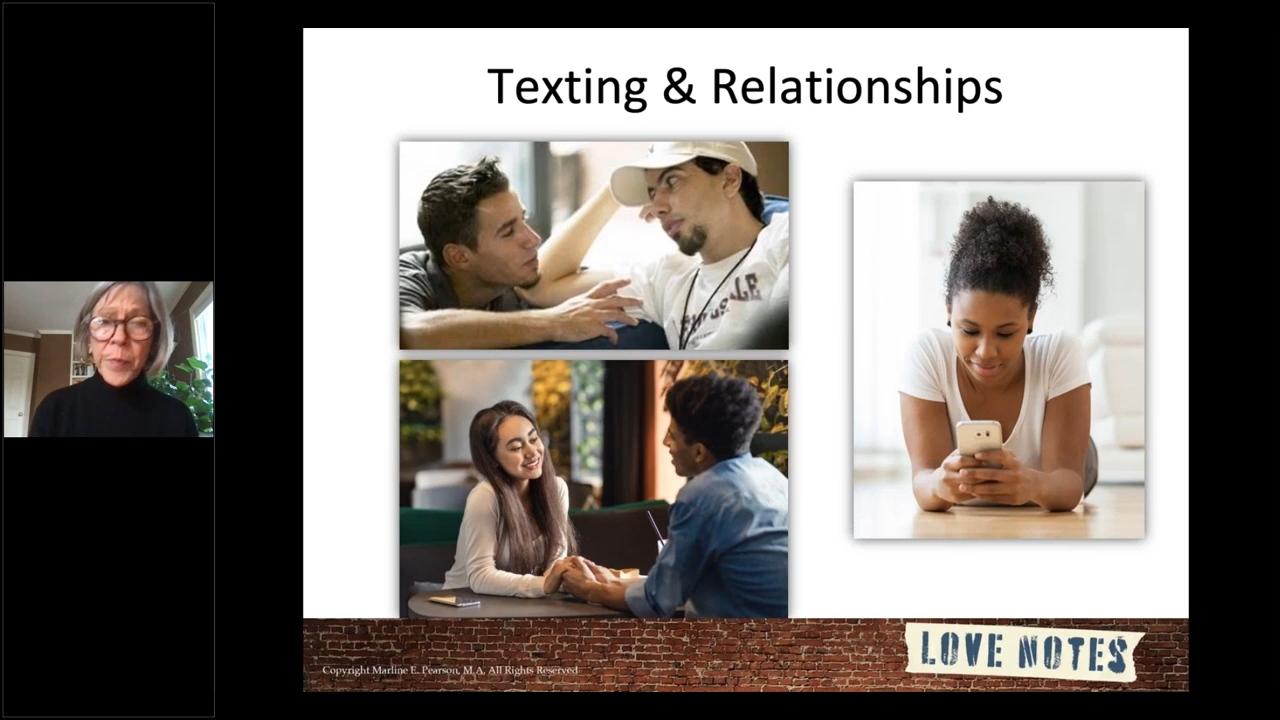 Texting & Relationships
Copyright Marline E. Pearson, M.A. All Rights Reserved
LOVE NOTES